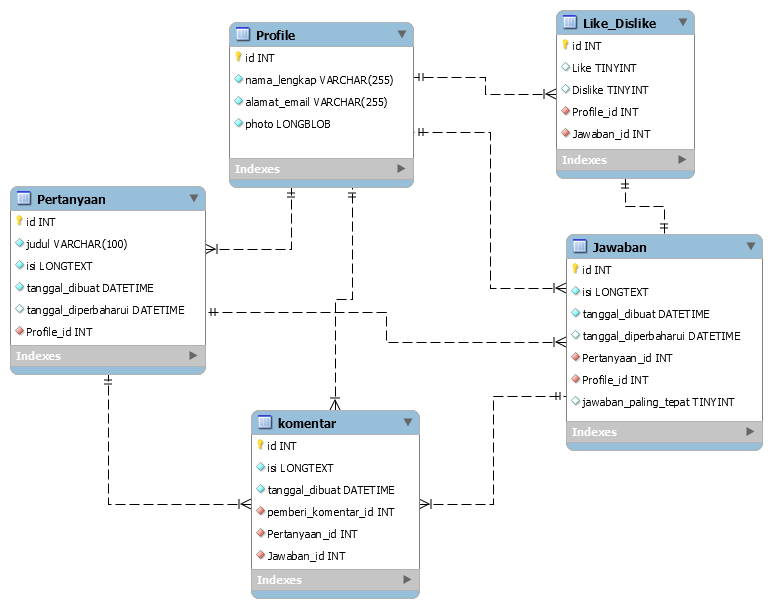 Profile
id INT
nama_lengkap VARCHAR(255)
alamat_email VARCHAR(255)
photo LONGBLOB
Indexes
Like_Dislike
id INT
Like TINYINT
Dislike TINYINT
Profile_id INT
Jawaban_id INT
Indexes
Pertanyaan
id INT
judul VARCHAR(100)
isi LONGTEXT
tanggal_dibuat DATETIME
tanggal_diperbaharui DATETIME
Profile_id INT
Indexes
Jawaban
id INT
isi LONGTEXT
tanggal_dibuat DATETIME
tanggal_diperbaharui DATETIME
Pertanyaan_id INT
Profile_id INT
jawaban_paling_tepat TINYINT
Indexes
komentar
id INT
isi LONGTEXT
tanggal_dibuat DATETIME
pemberi_komentar_id INT
Pertanyaan_id INT
Jawaban_id INT
Indexes